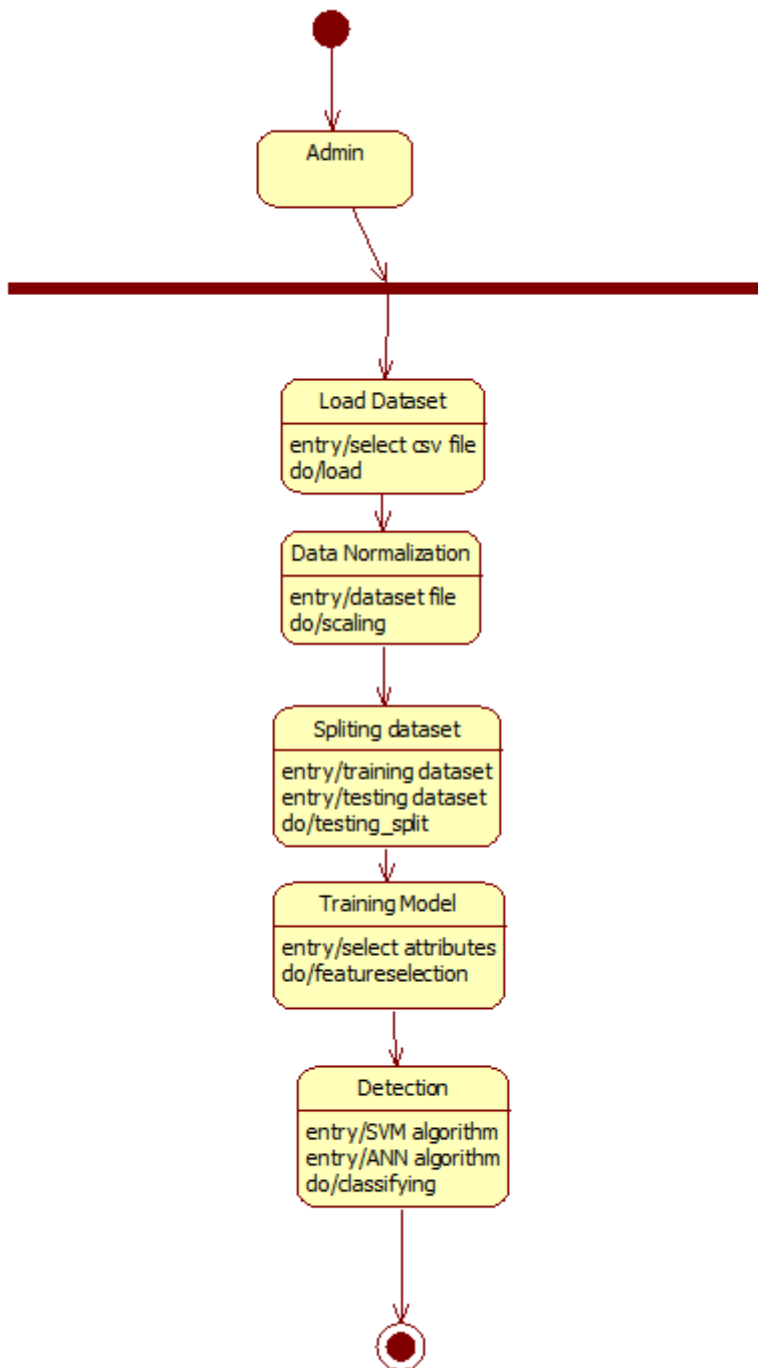 Admin
Load Dataset
entry/select csv file
do/load
Data Normalization
entry/dataset file
do/scaling
Spliting dataset
entry/training dataset
entry/testing dataset
do/testing_split
Training Model
entry/select attributes
do/featureselection
Detection
entry/SVM algorithm
entry/ANN algorithm
do/classifying